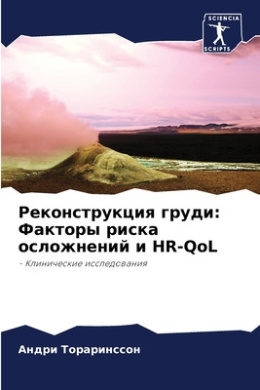 SCIENCIA
SCRIPTS
Реконструкция груди:
Факторы риска
осложнений и HR-QoL
- Клинические исследования
Андри Тораринссон